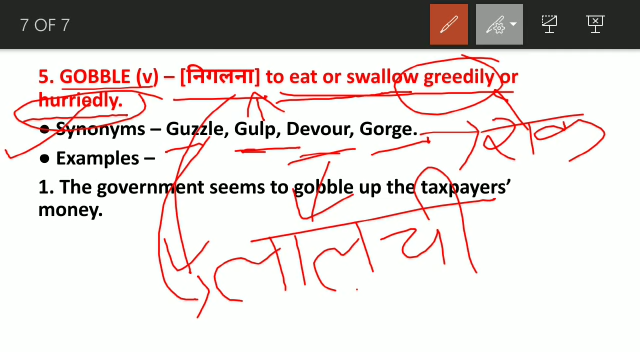 7 OF 7
5. GOBBLE (v) – [निगलना] to eat or swallow greedily or
hurriedly.
● Synonyms – Guzzle, Gulp, Devour, Gorge.
● Examples –
1. The government seems to gobble up the taxpayers’
money.
लालची